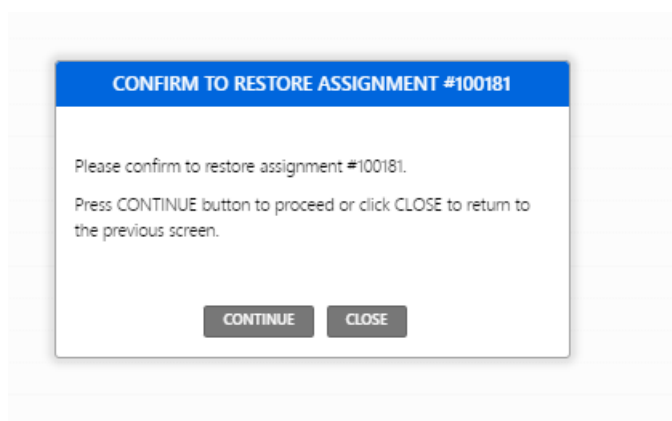 CONFIRM TO RESTORE ASSIGNMENT #100181
Please confirm to restore assignment #100181.
Press CONTINUE button to proceed or click CLOSE to return to
the previous screen.
CONTINUE CLOSE